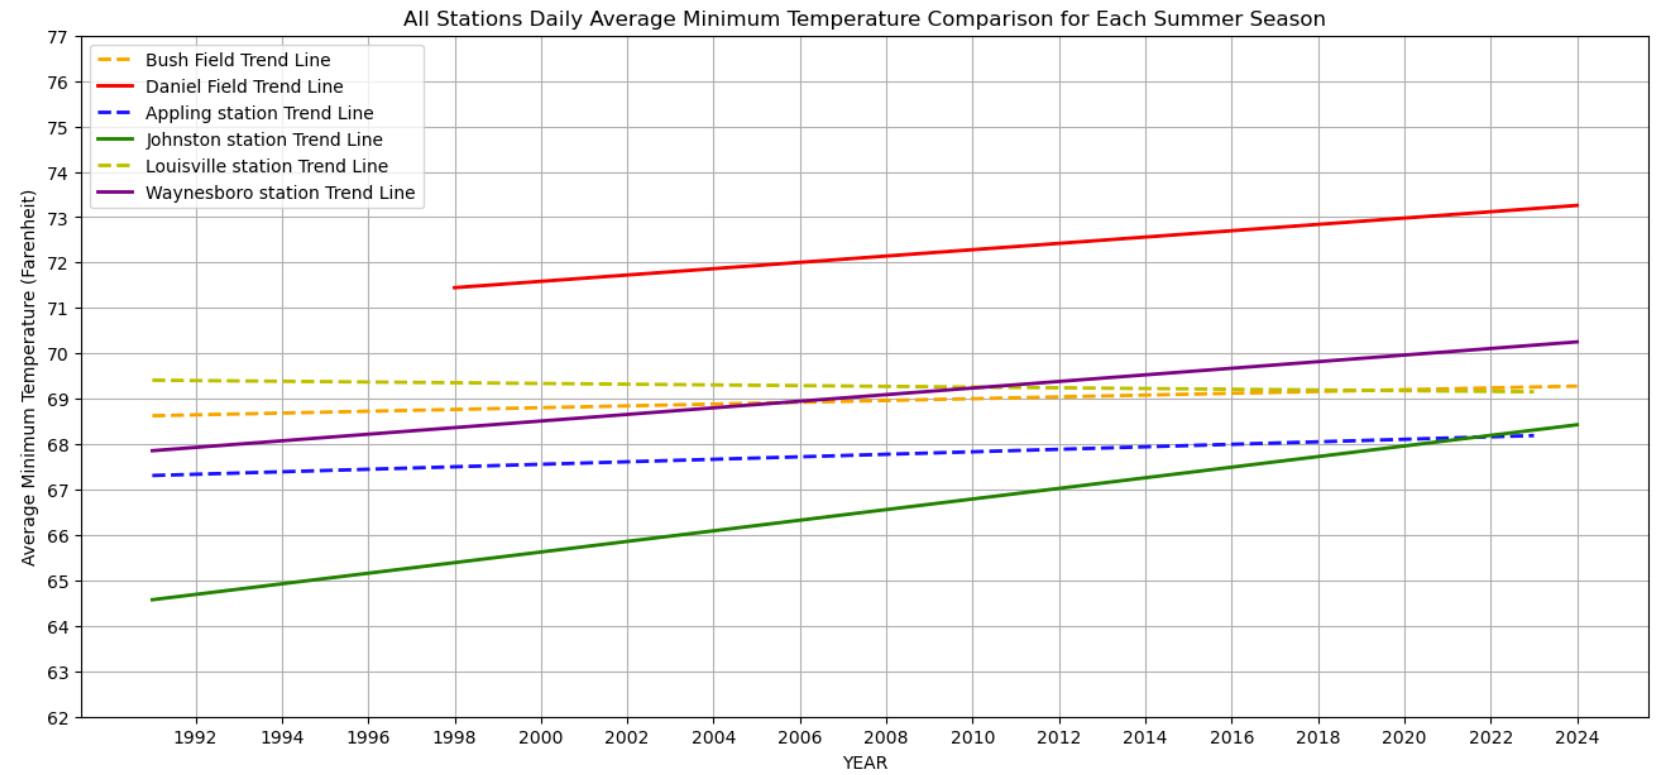 All Stations Daily Average Minimum Temperature Comparison for Each Summer Season
Bush Field Trend Line
Daniel Field Trend Line
Appling station Trend Line
Johnston station Trend Line
Louisville station Trend Line
Waynesboro station Trend Line
Average Minimum Temperature (Farenheit)
77
76
75
74
73
72
71
70
69
68
67
66
65
64
63
62
1992 1994 1996 1998 2000 2002 2004 2006 2008 2010 2012 2014 2016 2018 2020 2022 2024
YEAR